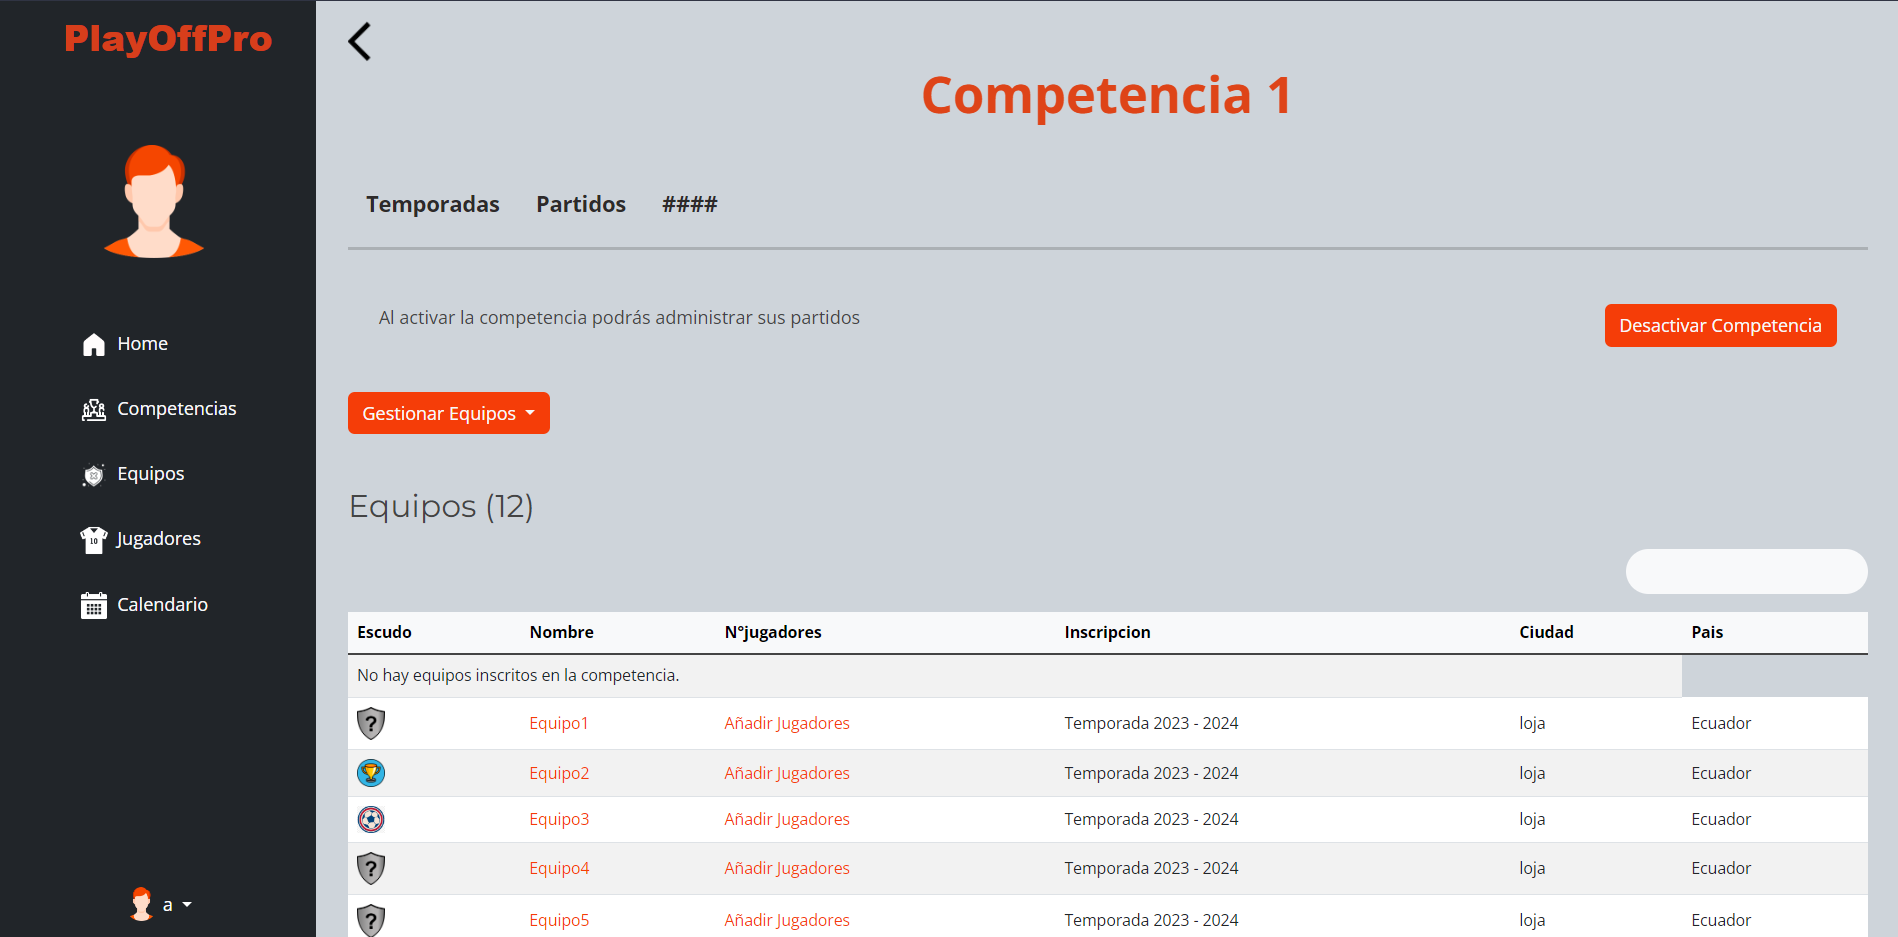 PlayOffPro
Home
Competencias
Equipos
10
Jugadores
Calendario
a
Competencia 1
Temporadas Partidos ####
Al activar la competencia podrás administrar sus partidos
Desactivar Competencia
Gestionar Equipos
Equipos (12)
Escudo Nombre N°jugadores Inscripcion Ciudad Pais
No hay equipos inscritos en la competencia.
? Equipo1 Añadir Jugadores Temporada 2023 - 2024 loja Ecuador
Equipo2 Añadir Jugadores Temporada 2023 - 2024 loja Ecuador
Equipo3 Añadir Jugadores Temporada 2023 - 2024 loja Ecuador
? Equipo4 Añadir Jugadores Temporada 2023 - 2024 loja Ecuador
? Equipo5 Añadir Jugadores Temporada 2023 - 2024 loja Ecuador